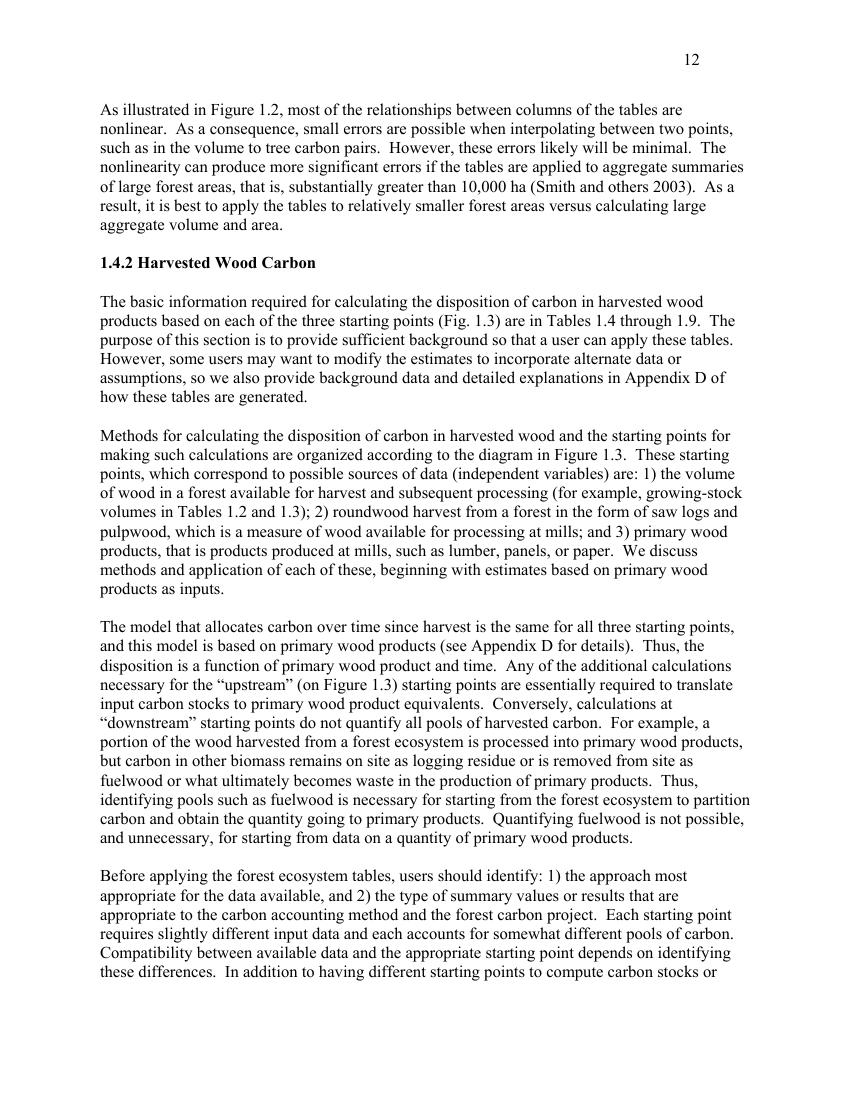 12
As illustrated in Figure 1.2, most of the relationships between columns of the tables are
nonlinear.  As a consequence, small errors are possible when interpolating between two points,
such as in the volume to tree carbon pairs.  However, these errors likely will be minimal.  The
nonlinearity can produce more significant errors if the tables are applied to aggregate summaries
of large forest areas, that is, substantially greater than 10,000 ha (Smith and others 2003).  As a
result, it is best to apply the tables to relatively smaller forest areas versus calculating large
aggregate volume and area.
1.4.2 Harvested Wood Carbon
The basic information required for calculating the disposition of carbon in harvested wood
products based on each of the three starting points (Fig. 1.3) are in Tables 1.4 through 1.9.  The
purpose of this section is to provide sufficient background so that a user can apply these tables.
However, some users may want to modify the estimates to incorporate alternate data or
assumptions, so we also provide background data and detailed explanations in Appendix D of
how these tables are generated.
Methods for calculating the disposition of carbon in harvested wood and the starting points for
making such calculations are organized according to the diagram in Figure 1.3.  These starting
points, which correspond to possible sources of data (independent variables) are: 1) the volume
of wood in a forest available for harvest and subsequent processing (for example, growing-stock
volumes in Tables 1.2 and 1.3); 2) roundwood harvest from a forest in the form of saw logs and
pulpwood, which is a measure of wood available for processing at mills; and 3) primary wood
products, that is products produced at mills, such as lumber, panels, or paper.  We discuss
methods and application of each of these, beginning with estimates based on primary wood
products as inputs.
The model that allocates carbon over time since harvest is the same for all three starting points,
and this model is based on primary wood products (see Appendix D for details).  Thus, the
disposition is a function of primary wood product and time.  Any of the additional calculations
necessary for the “upstream” (on Figure 1.3) starting points are essentially required to translate
input carbon stocks to primary wood product equivalents.  Conversely, calculations at
“downstream” starting points do not quantify all pools of harvested carbon.  For example, a
portion of the wood harvested from a forest ecosystem is processed into primary wood products,
but carbon in other biomass remains on site as logging residue or is removed from site as
fuelwood or what ultimately becomes waste in the production of primary products.  Thus,
identifying pools such as fuelwood is necessary for starting from the forest ecosystem to partition
carbon and obtain the quantity going to primary products.  Quantifying fuelwood is not possible,
and unnecessary, for starting from data on a quantity of primary wood products.
Before applying the forest ecosystem tables, users should identify: 1) the approach most
appropriate for the data available, and 2) the type of summary values or results that are
appropriate to the carbon accounting method and the forest carbon project.  Each starting point
requires slightly different input data and each accounts for somewhat different pools of carbon.
Compatibility between available data and the appropriate starting point depends on identifying
these differences.  In addition to having different starting points to compute carbon stocks or